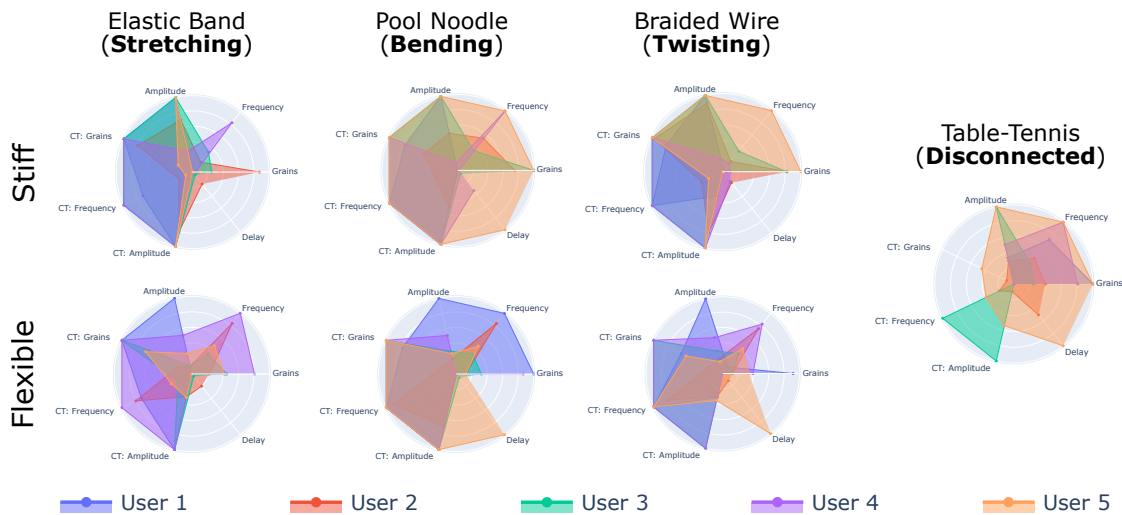 Elastic Band
(Stretching)
Pool Noodle
(Bending)
Braided Wire
(Twisting)
Stiff
Amplitude
Frequency
CT: Grains
Grains
CT: Frequency
Delay
CT: Amplitude
Amplitude
Frequency
CT: Grains
Grains
CT: Frequency
Delay
CT: Amplitude
Amplitude
Frequency
CT: Grains
Grains
CT: Frequency
Delay
CT: Amplitude
Table-Tennis
(Disconnected)
Amplitude
Frequency
CT: Grains
Grains
CT: Frequency
Delay
CT: Amplitude
Flexible
Amplitude
Frequency
CT: Grains
Grains
CT: Frequency
Delay
CT: Amplitude
Amplitude
Frequency
CT: Grains
Grains
CT: Frequency
Delay
CT: Amplitude
Amplitude
Frequency
CT: Grains
Grains
CT: Frequency
Delay
CT: Amplitude
User 1
User 2
User 3
User 4
User 5